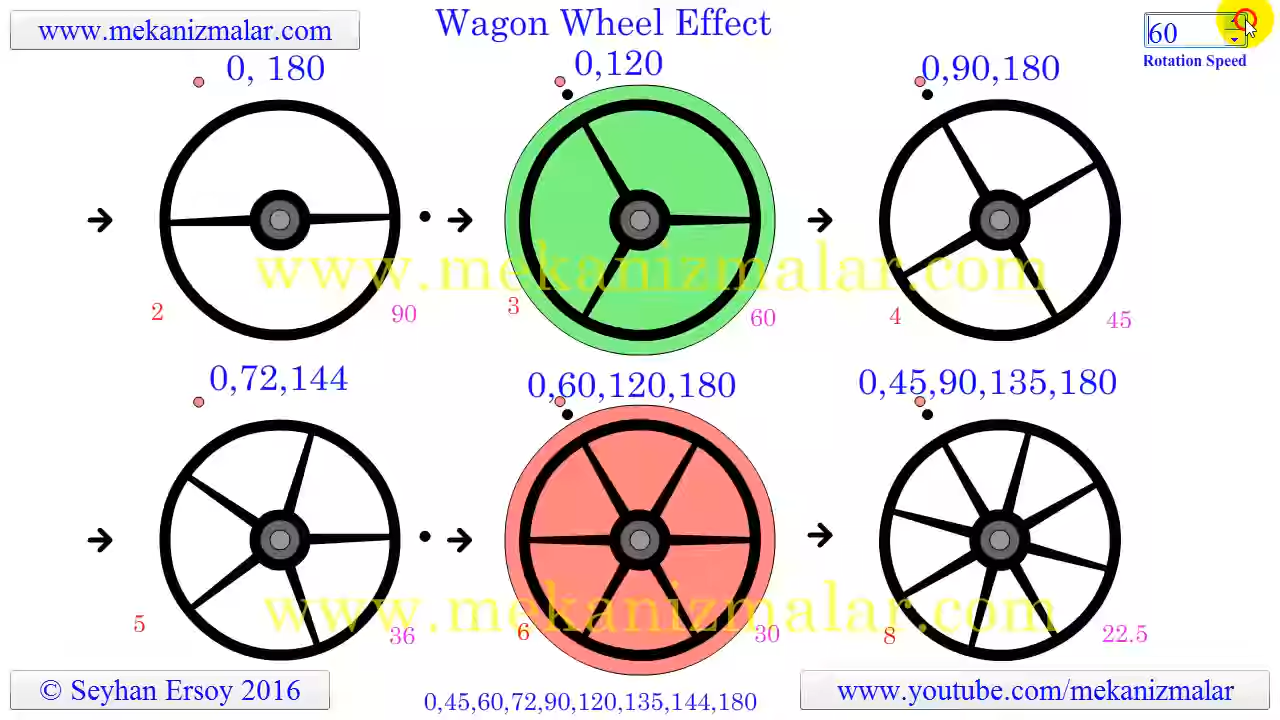 www.mekanizmalar.com
Wagon Wheel Effect
60
Rotation Speed
0, 180
0,120
0,90,180
www.mekanizmalar.com
2
90
3
60
4
45
0,72,144
0,60,120,180
0,45,90,135,180
www.mekanizmalar.com
5
36
6
30
8
22.5
© Seyhan Ersoy 2016
0,45,60,72,90,120,135,144,180
www.youtube.com/mekanizmalar